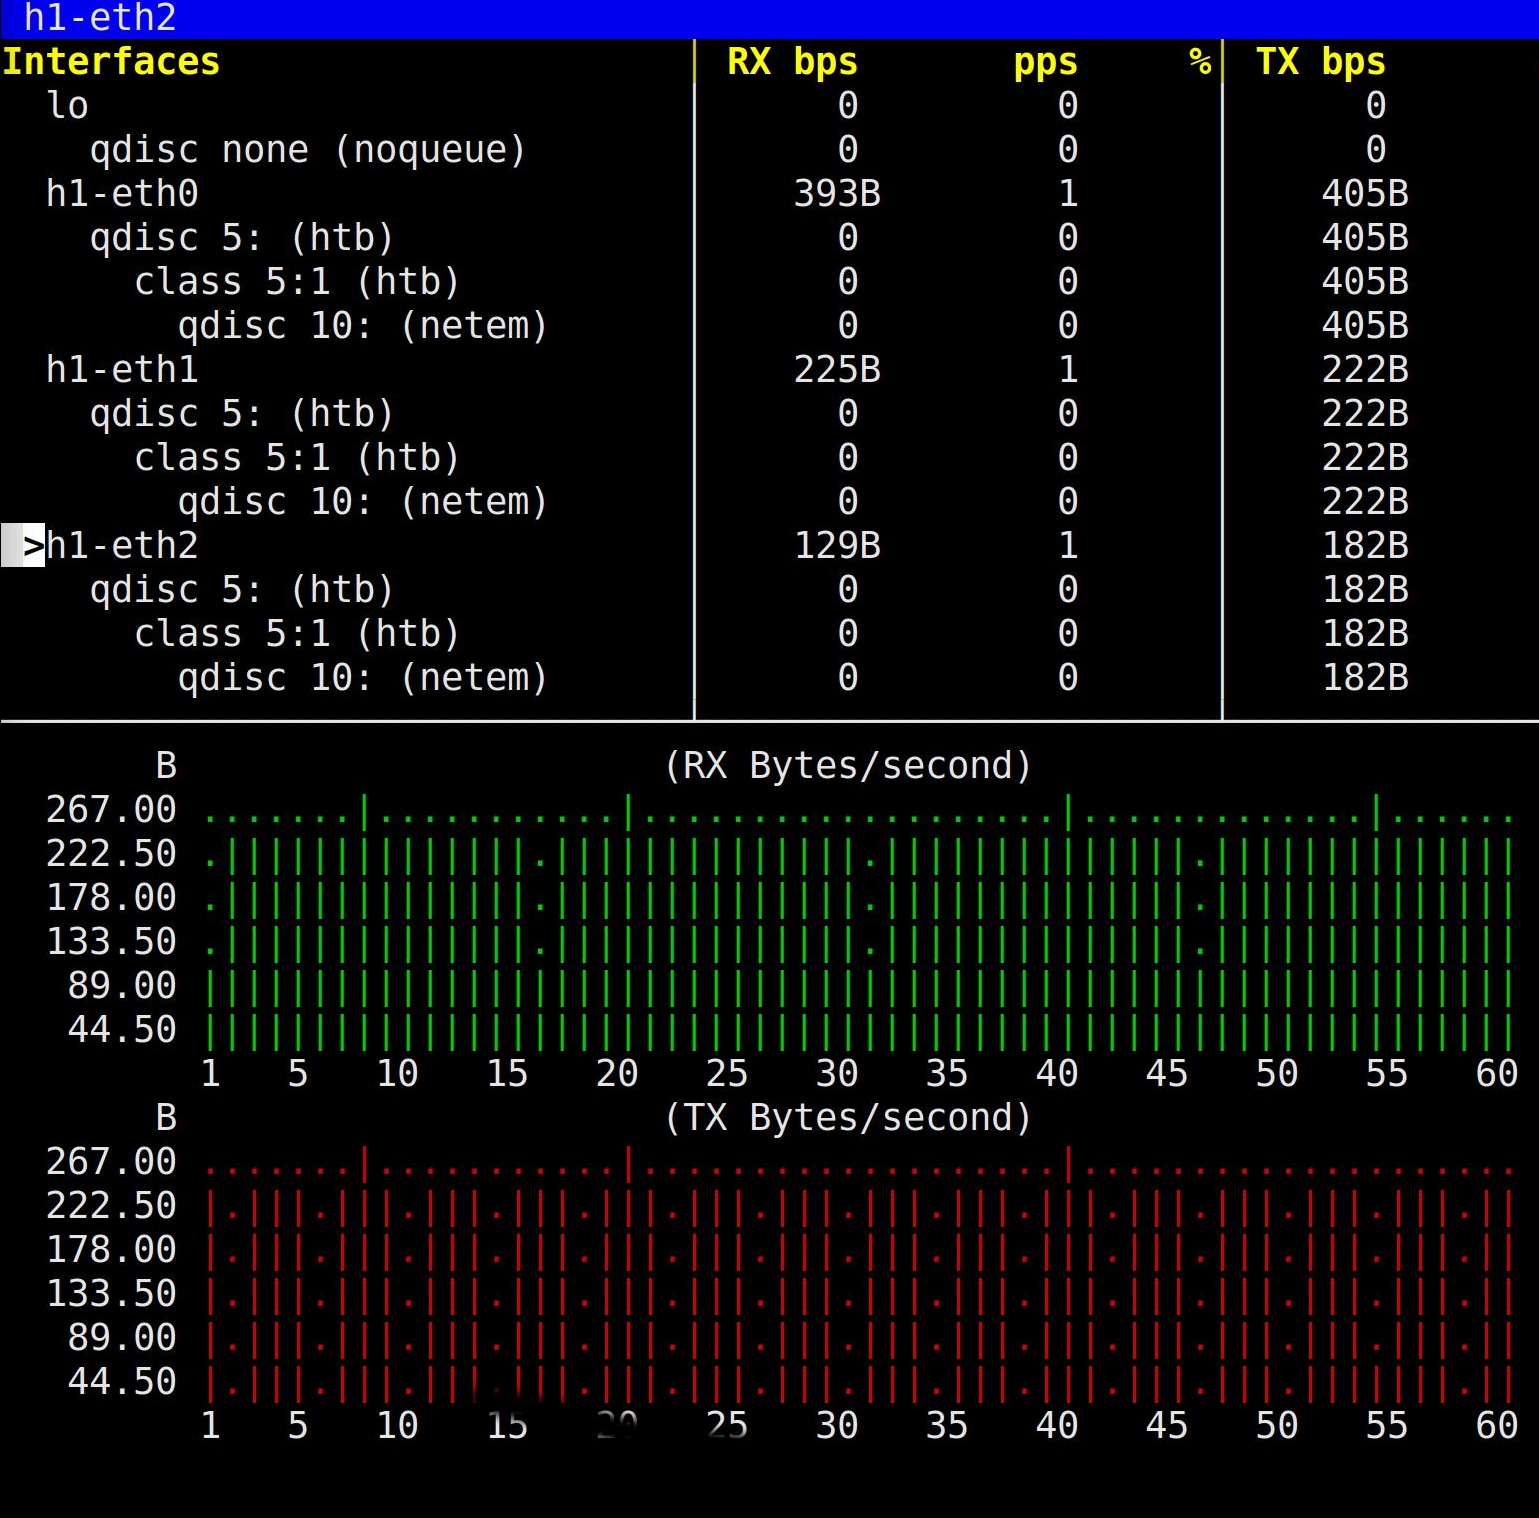 h1-eth2
Interfaces RX bps pps % TX bps
lo 0 0 0
qdisc none (noqueue) 0 0 0
h1-eth0 393B 1 405B
qdisc 5: (htb) 0 0 405B
class 5:1 (htb) 0 0 405B
qdisc 10: (netem) 0 0 405B
h1-eth1 225B 1 222B
qdisc 5: (htb) 0 0 222B
class 5:1 (htb) 0 0 222B
qdisc 10: (netem) 0 0 222B
>h1-eth2 129B 1 182B
qdisc 5: (htb) 0 0 182B
class 5:1 (htb) 0 0 182B
qdisc 10: (netem) 0 0 182B
B (RX Bytes/second)
267.00
222.50
178.00
133.50
89.00
44.50
1 5 10 15 20 25 30 35 40 45 50 55 60
B (TX Bytes/second)
267.00
222.50
178.00
133.50
89.00
44.50
1 5 10 15 20 25 30 35 40 45 50 55 60